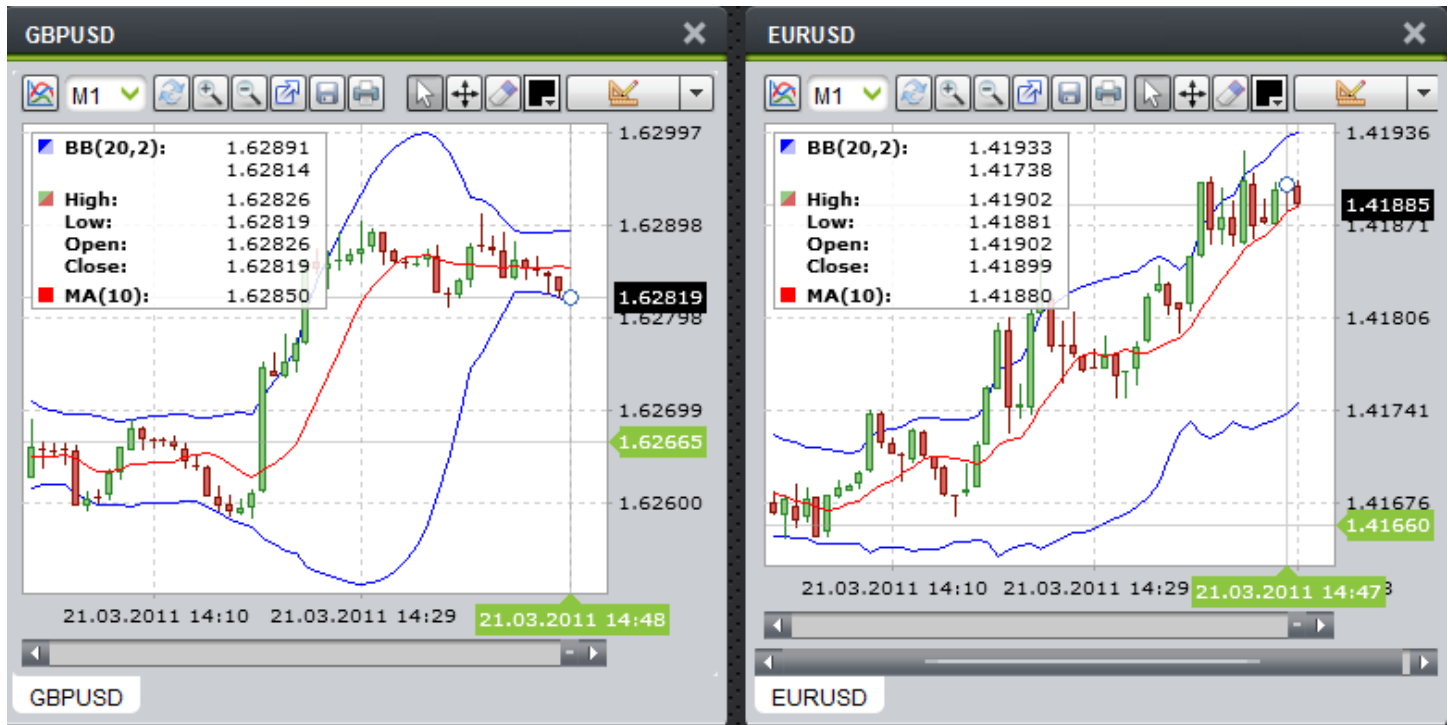 GBPUSD
M1
BB(20,2): 1.62891
1.62814
High: 1.62826
Low: 1.62819
Open: 1.62826
Close: 1.62819
MA(10): 1.62850
1.62997
1.62898
1.62819
1.62798
1.62699
1.62665
1.62600
21.03.2011 14:10 21.03.2011 14:29 21.03.2011 14:48
GBPUSD
EURUSD
M1
BB(20,2): 1.41933
1.41738
High: 1.41902
Low: 1.41881
Open: 1.41902
Close: 1.41899
MA(10): 1.41880
1.41936
1.41885
1.41871
1.41806
1.41741
1.41676
1.41660
21.03.2011 14:10 21.03.2011 14:29 21.03.2011 14:47
EURUSD